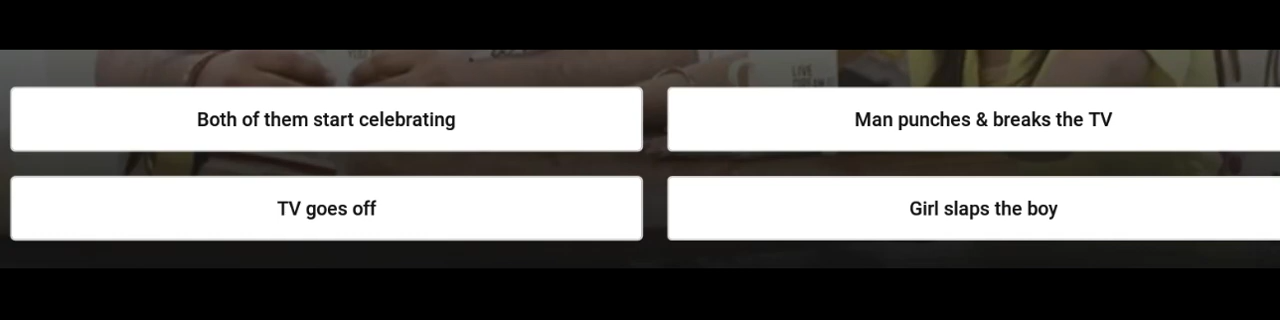 Both of them start celebrating
Man punches & breaks the TV
TV goes off
Girl slaps the boy